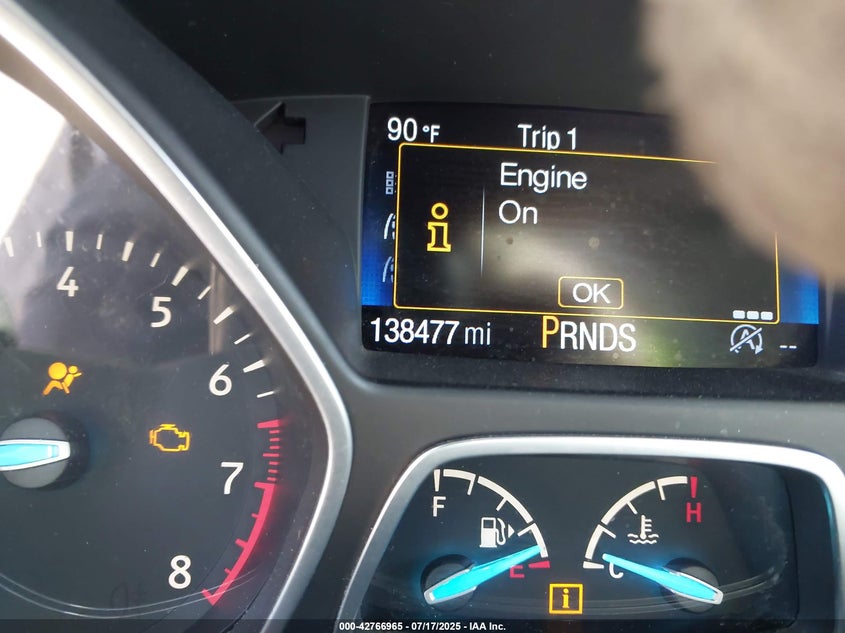 90 °F
Trip 1
Engine
On
OK
138477 mi
PRNDS
A
--
4
5
6
7
8
F
E
H
C
i
000-42766965 - 07/17/2025 - IAA Inc.